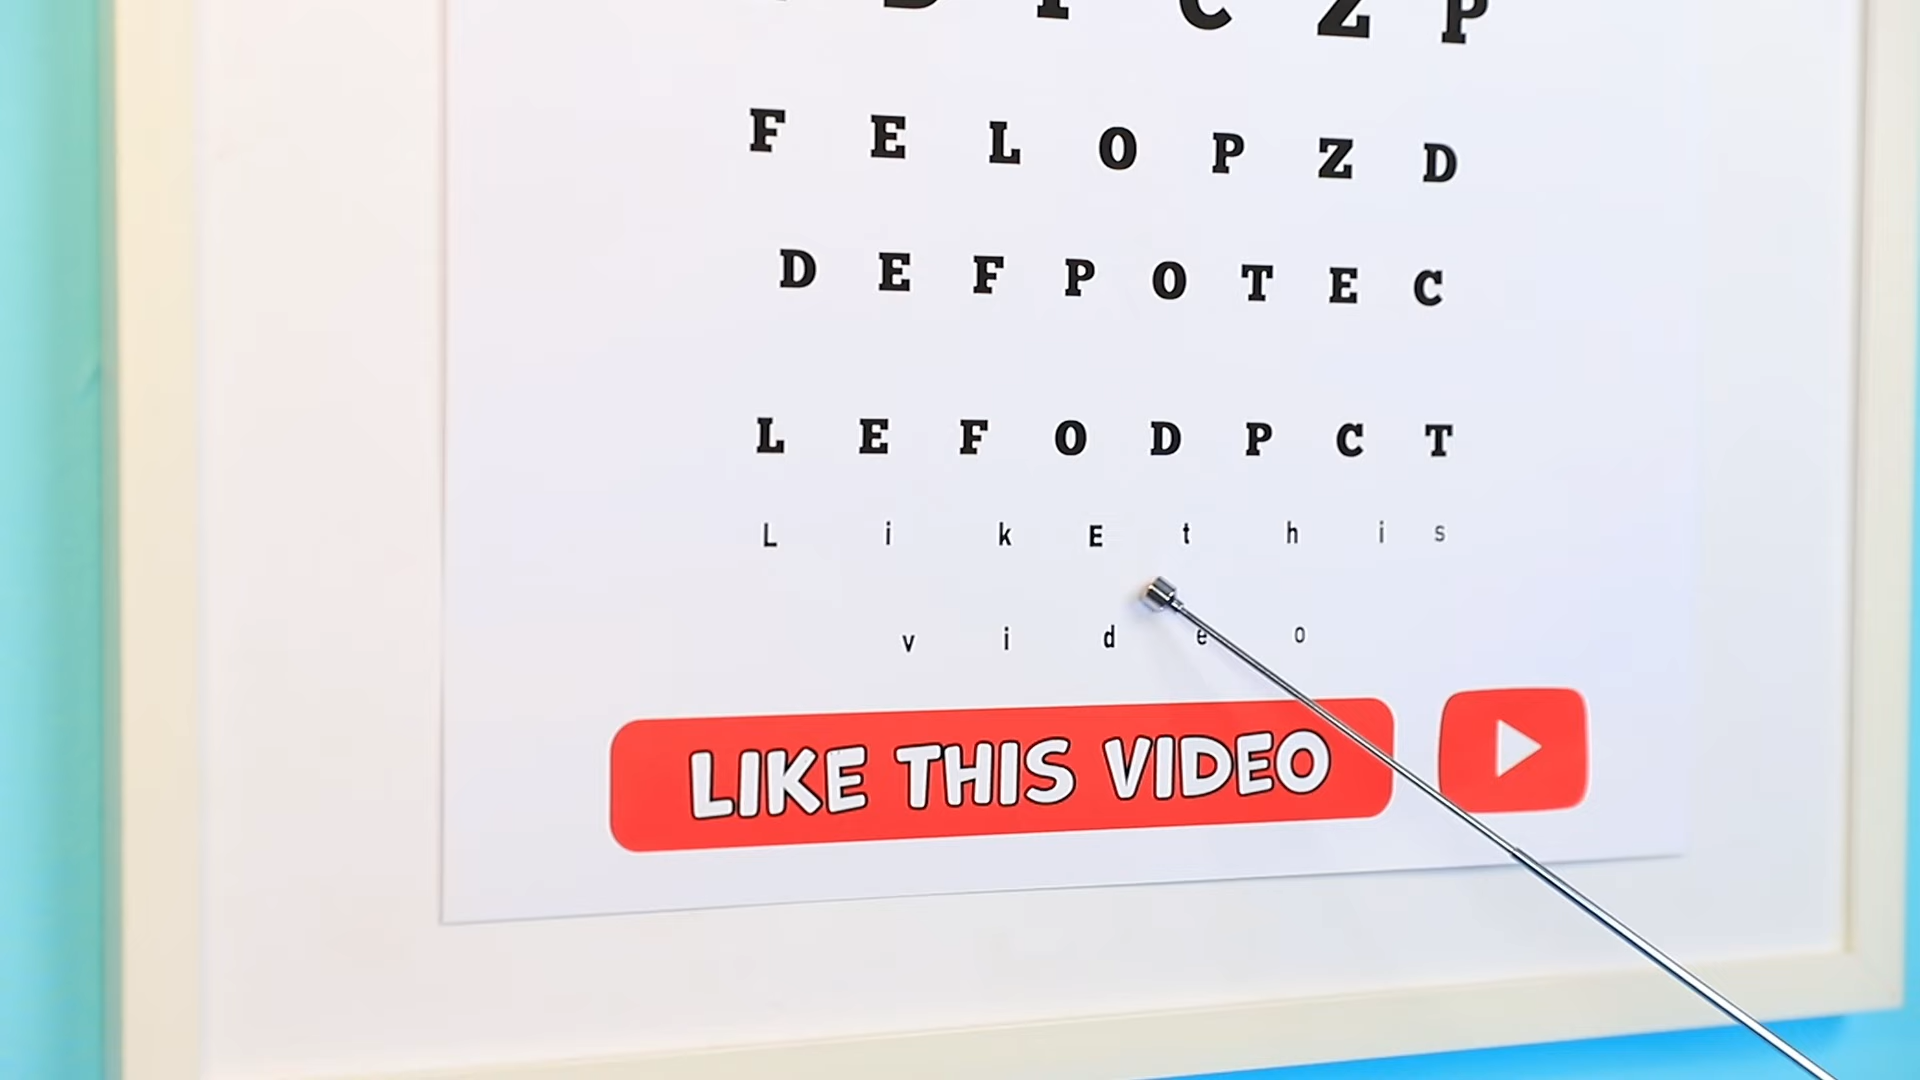 C Z P
F E L O P Z D
D E F P O T E C
L E F O D P C T
L i k E t h i s
v i d e o
LIKE THIS VIDEO